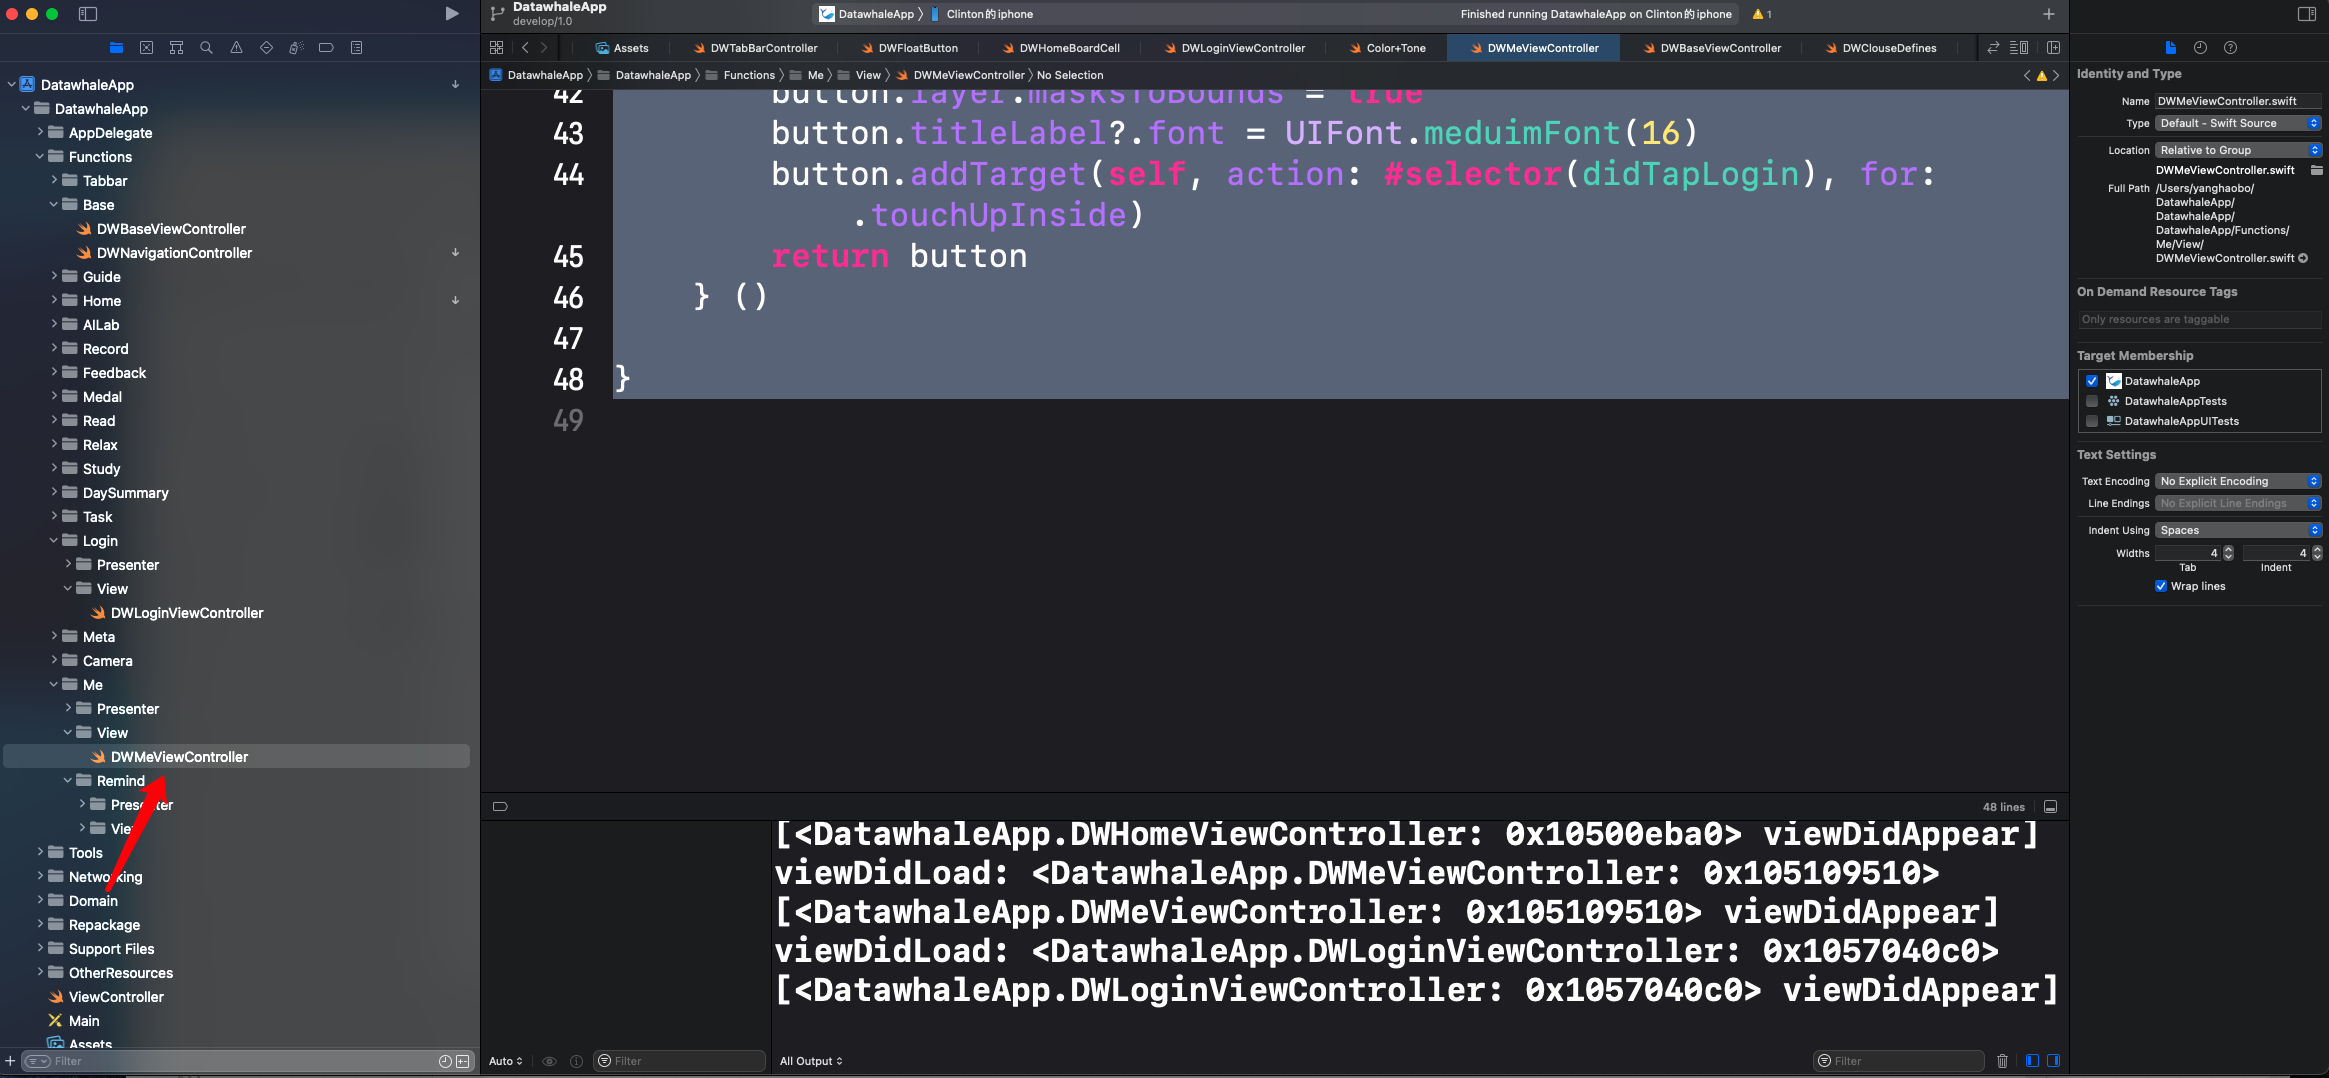 DatawhaleApp
develop/1.0
DatawhaleApp
Clinton的iphone
Finished running DatawhaleApp on Clinton的iphone
1
Assets
DWTabBarController
DWFloatButton
DWHomeBoardCell
DWLoginViewController
Color+Tone
DWMeViewController
DWBaseViewController
DWClouseDefines
DatawhaleApp
DatawhaleApp
Functions
Me
View
DWMeViewController
No Selection
DatawhaleApp
DatawhaleApp
AppDelegate
Functions
Tabbar
Base
DWBaseViewController
DWNavigationController
Guide
Home
AILab
Record
Feedback
Medal
Read
Relax
Study
DaySummary
Task
Login
Presenter
View
DWLoginViewController
Meta
Camera
Me
Presenter
View
DWMeViewController
Remind
Presenter
View
Tools
Networking
Domain
Repackage
Support Files
OtherResources
ViewController
Main
Assets
Filter
42 button.layer.masksToBounds = true
43 button.titleLabel?.font = UIFont.meduimFont(16)
44 button.addTarget(self, action: #selector(didTapLogin), for:
.touchUpInside)
45 return button
46 } ()
47
48 }
49
48 lines
[<DatawhaleApp.DWHomeViewController: 0x10500eba0> viewDidAppear]
viewDidLoad: <DatawhaleApp.DWMeViewController: 0x105109510>
[<DatawhaleApp.DWMeViewController: 0x105109510> viewDidAppear]
viewDidLoad: <DatawhaleApp.DWLoginViewController: 0x1057040c0>
[<DatawhaleApp.DWLoginViewController: 0x1057040c0> viewDidAppear]
Auto
Filter
All Output
Filter
Identity and Type
Name DWMeViewController.swift
Type Default - Swift Source
Location Relative to Group
DWMeViewController.swift
Full Path /Users/yanghaobo/
DatawhaleApp/
DatawhaleApp/
DatawhaleApp/Functions/
Me/View/
DWMeViewController.swift
On Demand Resource Tags
Only resources are taggable
Target Membership
DatawhaleApp
DatawhaleAppTests
DatawhaleAppUITests
Text Settings
Text Encoding No Explicit Encoding
Line Endings No Explicit Line Endings
Indent Using Spaces
Widths 4 4
Tab Indent
Wrap lines